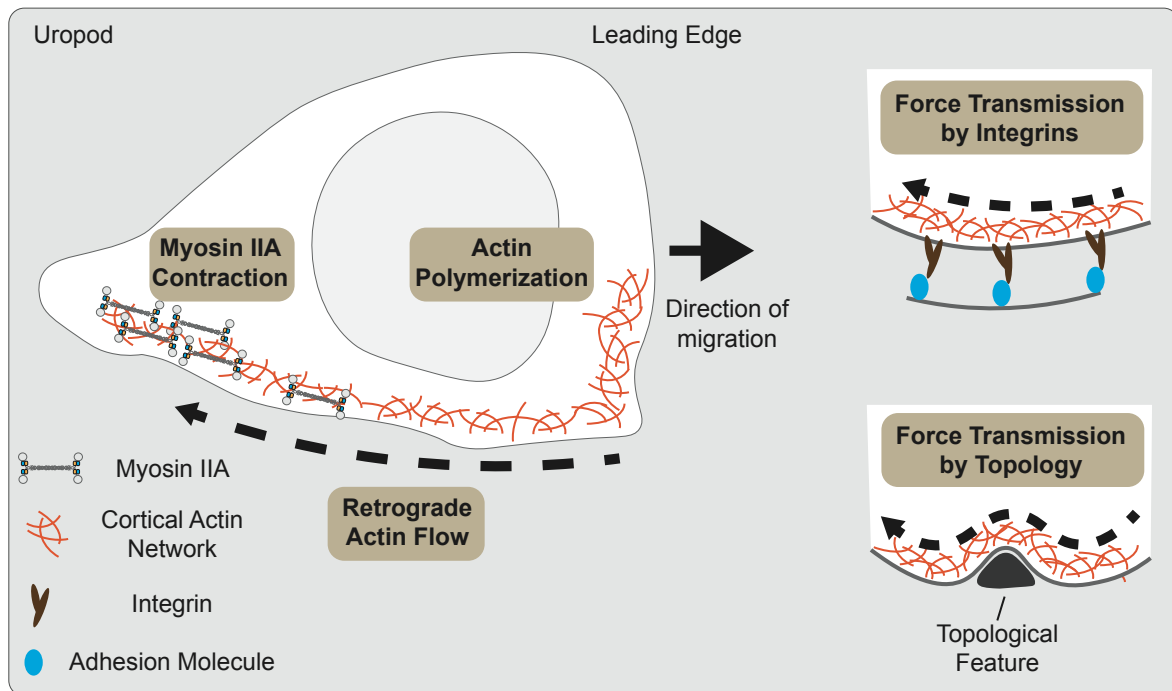 Uropod
Leading Edge
Myosin IIA
Contraction
Actin
Polymerization
Direction of
migration
Retrograde
Actin Flow
Myosin IIA
Cortical Actin
Network
Integrin
Adhesion Molecule
Force Transmission
by Integrins
Force Transmission
by Topology
Topological
Feature